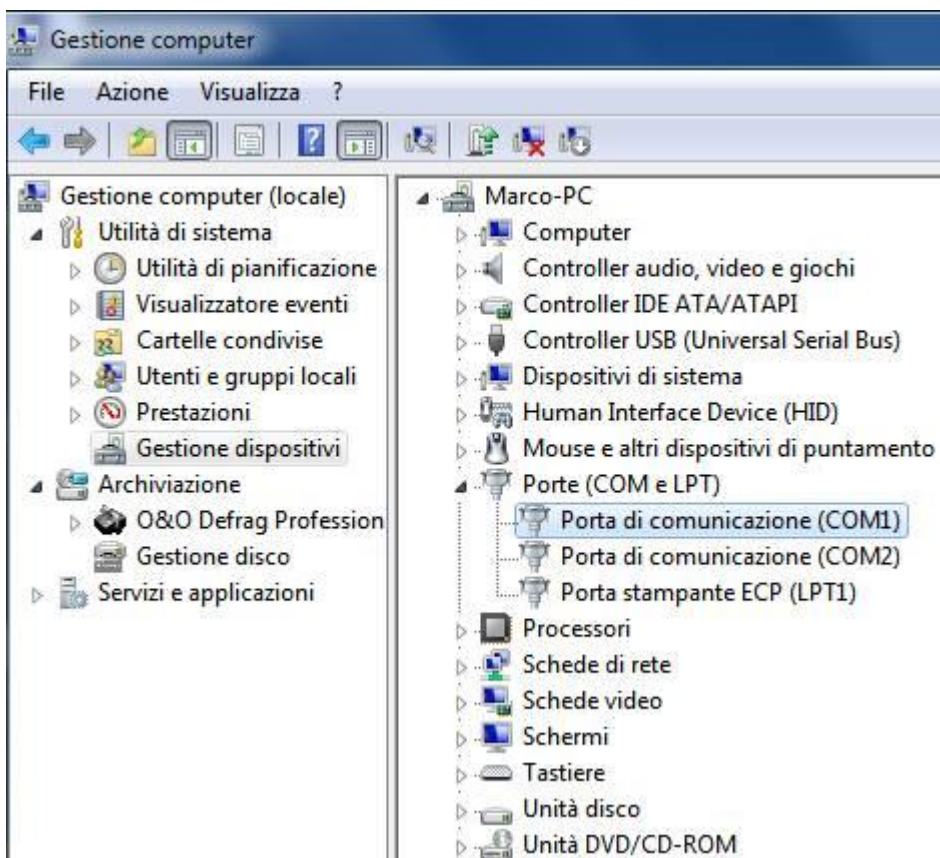 Gestione computer
File Azione Visualizza ?
Gestione computer (locale)
Utilità di sistema
Utilità di pianificazione
Visualizzatore eventi
Cartelle condivise
Utenti e gruppi locali
Prestazioni
Gestione dispositivi
Archiviazione
O&O Defrag Profession
Gestione disco
Servizi e applicazioni
Marco-PC
Computer
Controller audio, video e giochi
Controller IDE ATA/ATAPI
Controller USB (Universal Serial Bus)
Dispositivi di sistema
Human Interface Device (HID)
Mouse e altri dispositivi di puntamento
Porte (COM e LPT)
Porta di comunicazione (COM1)
Porta di comunicazione (COM2)
Porta stampante ECP (LPT1)
Processori
Schede di rete
Schede video
Schermi
Tastiere
Unità disco
Unità DVD/CD-ROM